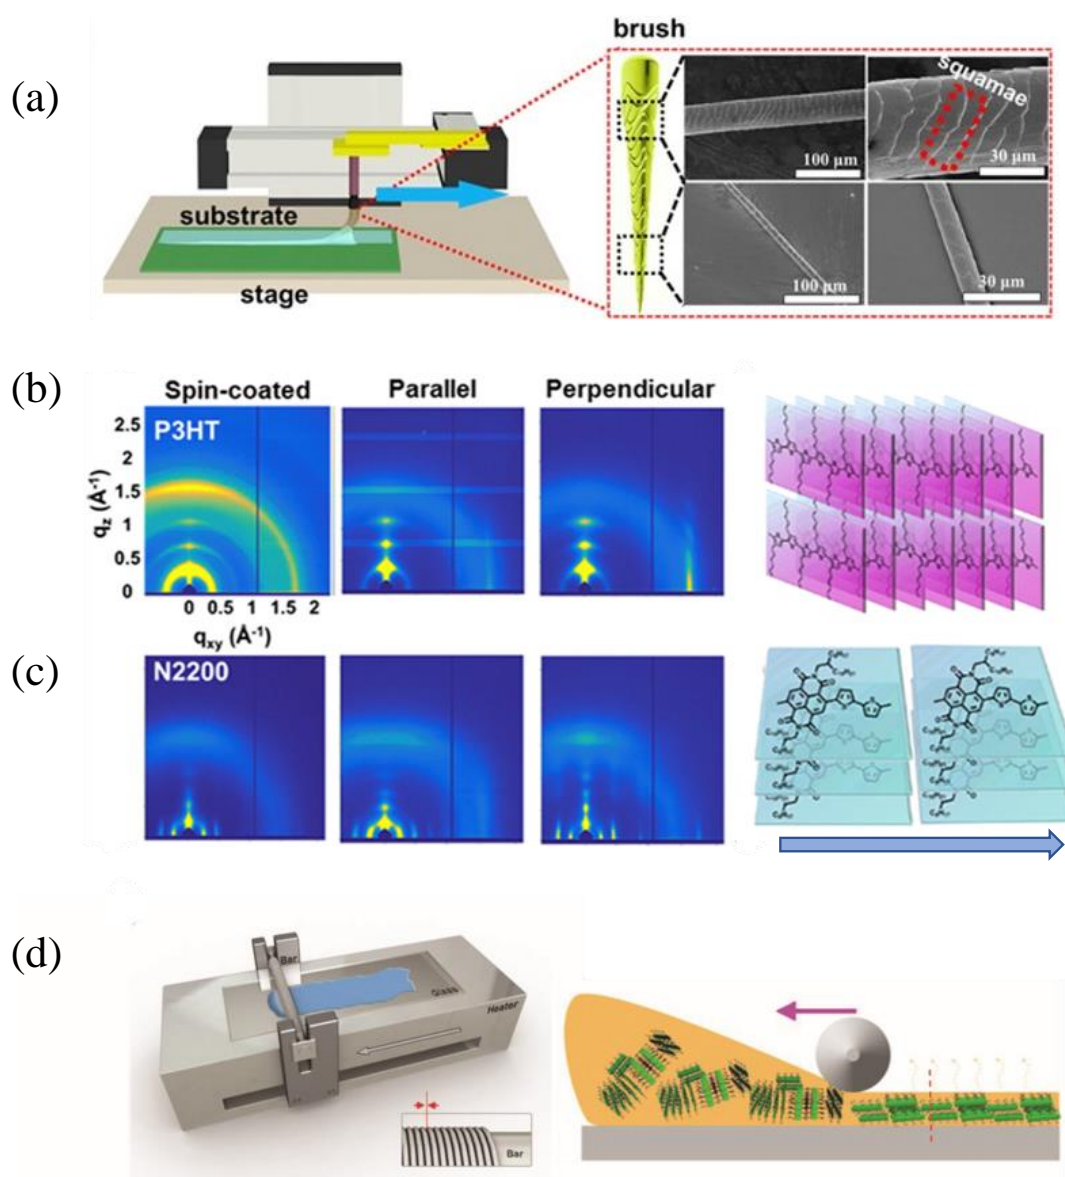 (a)
brush
substrate
stage
squamae
100 μm
30 μm
100 μm
30 μm
(b)
Spin-coated
Parallel
Perpendicular
P3HT
2.5
2
1.5
1
0.5
0
q_z (Å⁻¹)
0 0.5 1 1.5 2
q_xy (Å⁻¹)
(c)
N2200
(d)
Bar
Glass
Heater
Bar